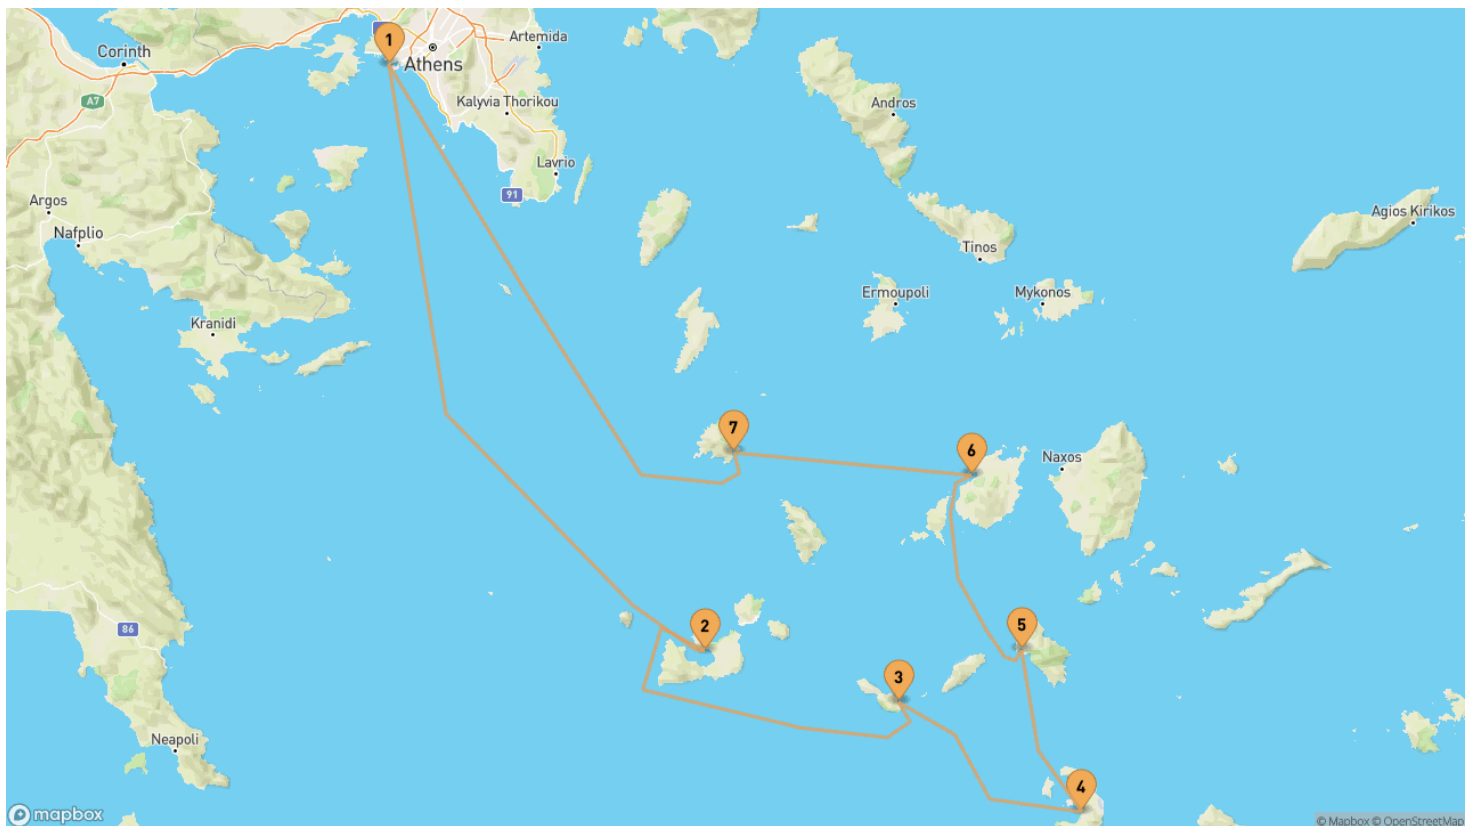 1
Corinth
Athens
Artemida
A7
Kalyvia Thorikou
Andros
Lavrio
91
Argos
Nafplio
Agios Kirikos
Tinos
Ermoupoli
Mykonos
Kranidi
7
6
Naxos
86
2
5
3
Neapoli
4
mapbox
© Mapbox © OpenStreetMap